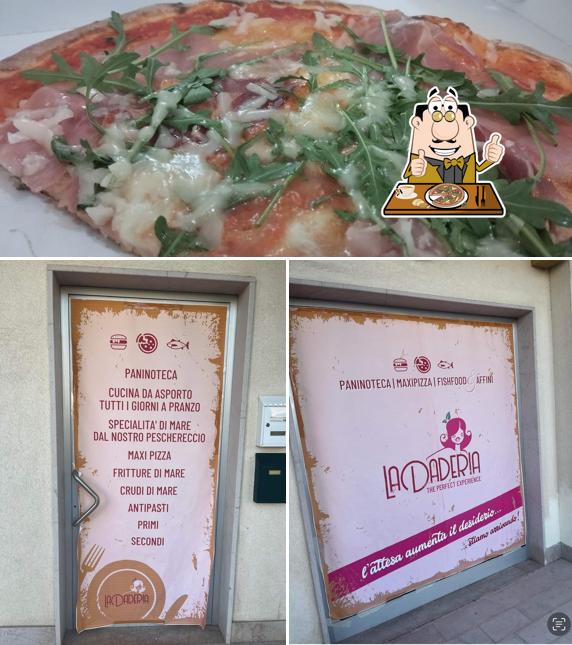 PANINOTECA
CUCINA DA ASPORTO
TUTTI I GIORNI A PRANZO
SPECIALITA' DI MARE
DAL NOSTRO PESCHERECCIO
MAXI PIZZA
FRITTURE DI MARE
CRUDI DI MARE
ANTIPASTI
PRIMI
SECONDI
LADADERIA
PANINOTECA | MAXIPIZZA | FISHFOOD & AFFINI
LADADERIA
THE PERFECT EXPERIENCE
l'attesa aumenta il desiderio...
...stiamo arrivando!